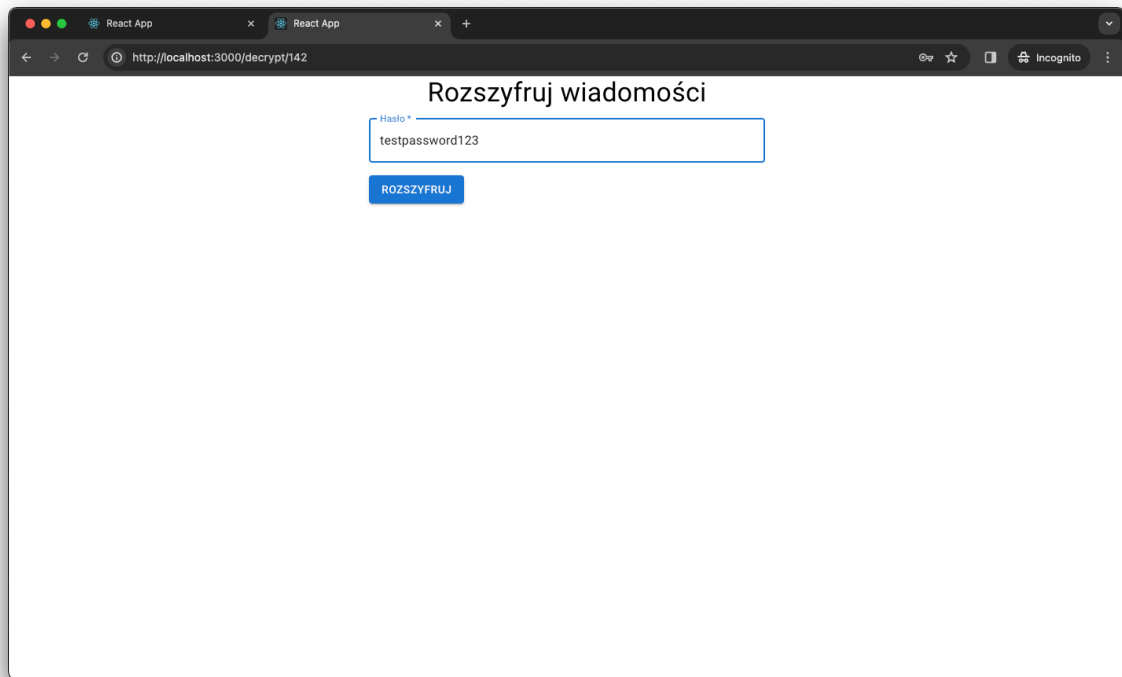 React App
React App
http://localhost:3000/decrypt/142
Incognito
Rozszyfruj wiadomości
Hasło *
testpassword123
ROZSZYFRUJ